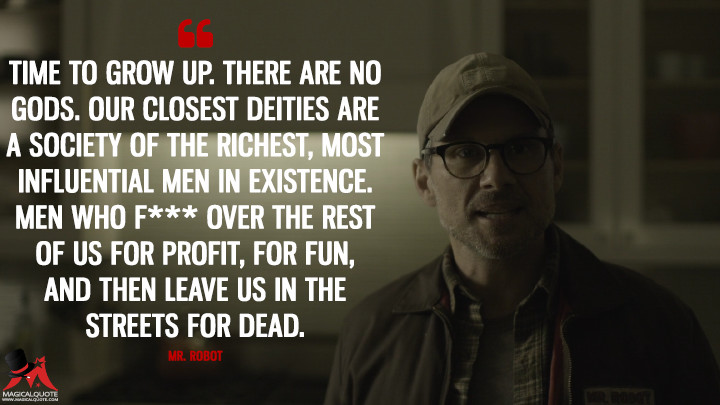 ❝
TIME TO GROW UP. THERE ARE NO
GODS. OUR CLOSEST DEITIES ARE
A SOCIETY OF THE RICHEST, MOST
INFLUENTIAL MEN IN EXISTENCE.
MEN WHO F*** OVER THE REST
OF US FOR PROFIT, FOR FUN,
AND THEN LEAVE US IN THE
STREETS FOR DEAD.
MR. ROBOT
MR. ROBOT
MAGICALQUOTE
WWW.MAGICALQUOTE.COM